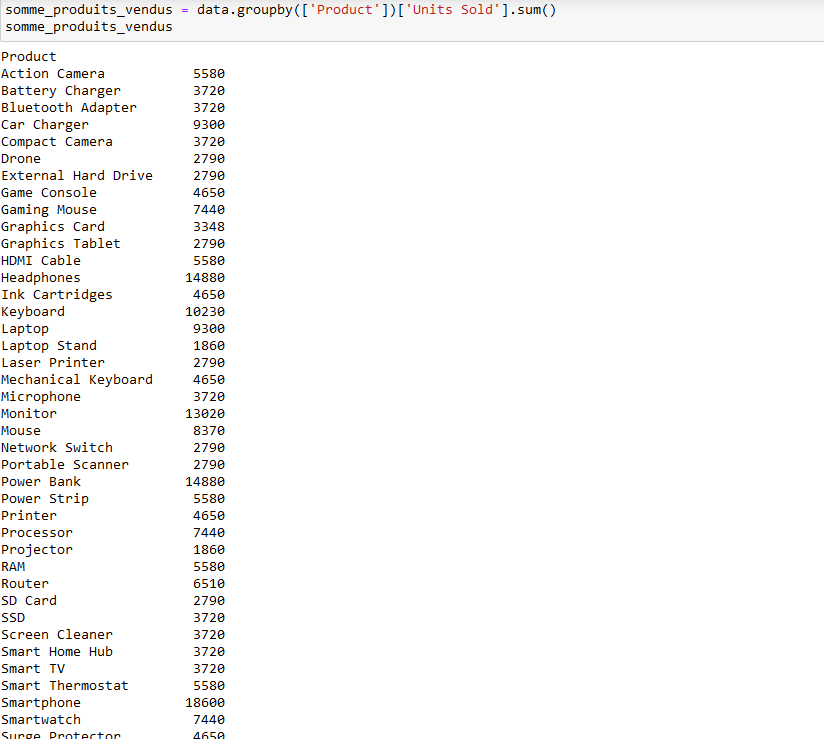 somme_produits_vendus = data.groupby(['Product'])['Units Sold'].sum()
somme_produits_vendus
Product
Action Camera 5580
Battery Charger 3720
Bluetooth Adapter 3720
Car Charger 9300
Compact Camera 3720
Drone 2790
External Hard Drive 2790
Game Console 4650
Gaming Mouse 7440
Graphics Card 3348
Graphics Tablet 2790
HDMI Cable 5580
Headphones 14880
Ink Cartridges 4650
Keyboard 10230
Laptop 9300
Laptop Stand 1860
Laser Printer 2790
Mechanical Keyboard 4650
Microphone 3720
Monitor 13020
Mouse 8370
Network Switch 2790
Portable Scanner 2790
Power Bank 14880
Power Strip 5580
Printer 4650
Processor 7440
Projector 1860
RAM 5580
Router 6510
SD Card 2790
SSD 3720
Screen Cleaner 3720
Smart Home Hub 3720
Smart TV 3720
Smart Thermostat 5580
Smartphone 18600
Smartwatch 7440
Surge Protector 4650